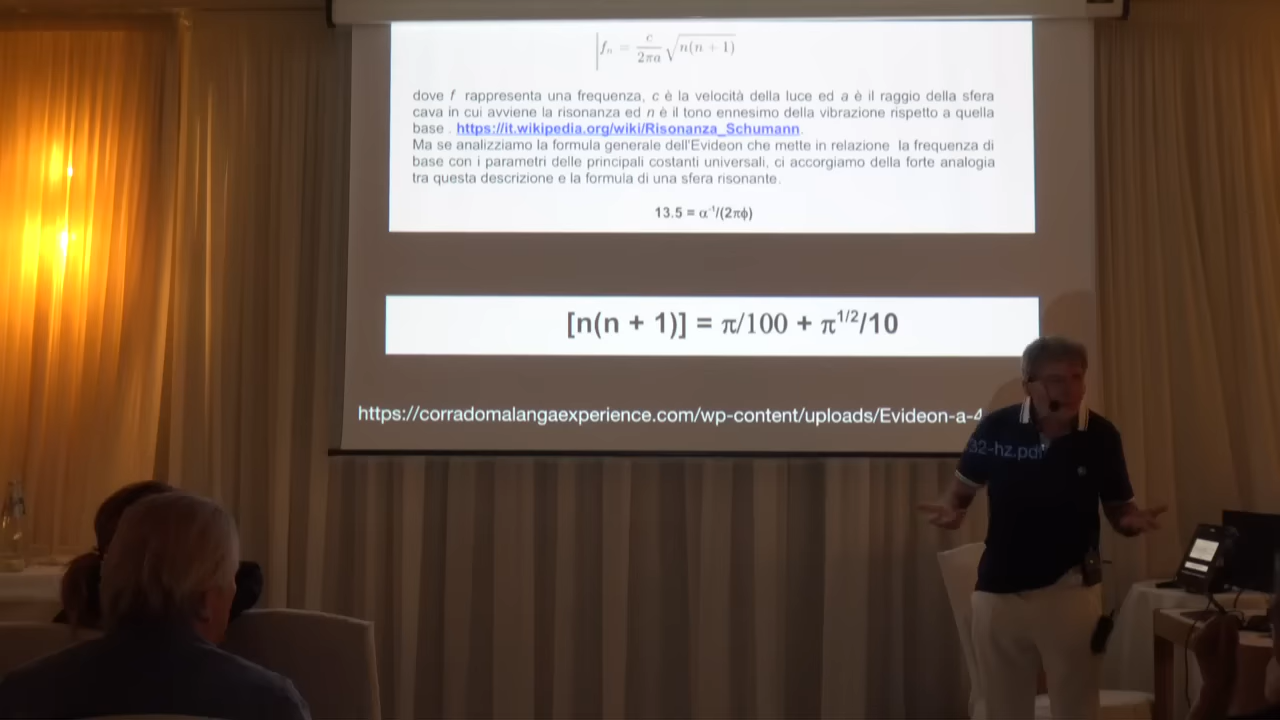 fₙ = c/2πa √n(n + 1)
dove f rappresenta una frequenza, c è la velocità della luce ed a è il raggio della sfera
cava in cui avviene la risonanza ed n è il tono ennesimo della vibrazione rispetto a quella
base . https://it.wikipedia.org/wiki/Risonanza_Schumann.
Ma se analizziamo la formula generale dell'Evideon che mette in relazione la frequenza di
base con i parametri delle principali costanti universali, ci accorgiamo della forte analogia
tra questa descrizione e la formula di una sfera risonante.
13.5 = α⁻¹/(2πϕ)
[n(n + 1)] = π/100 + π^1/2/10
https://corradomalangaexperience.com/wp-content/uploads/Evideon-a-4
32-hz.pdf